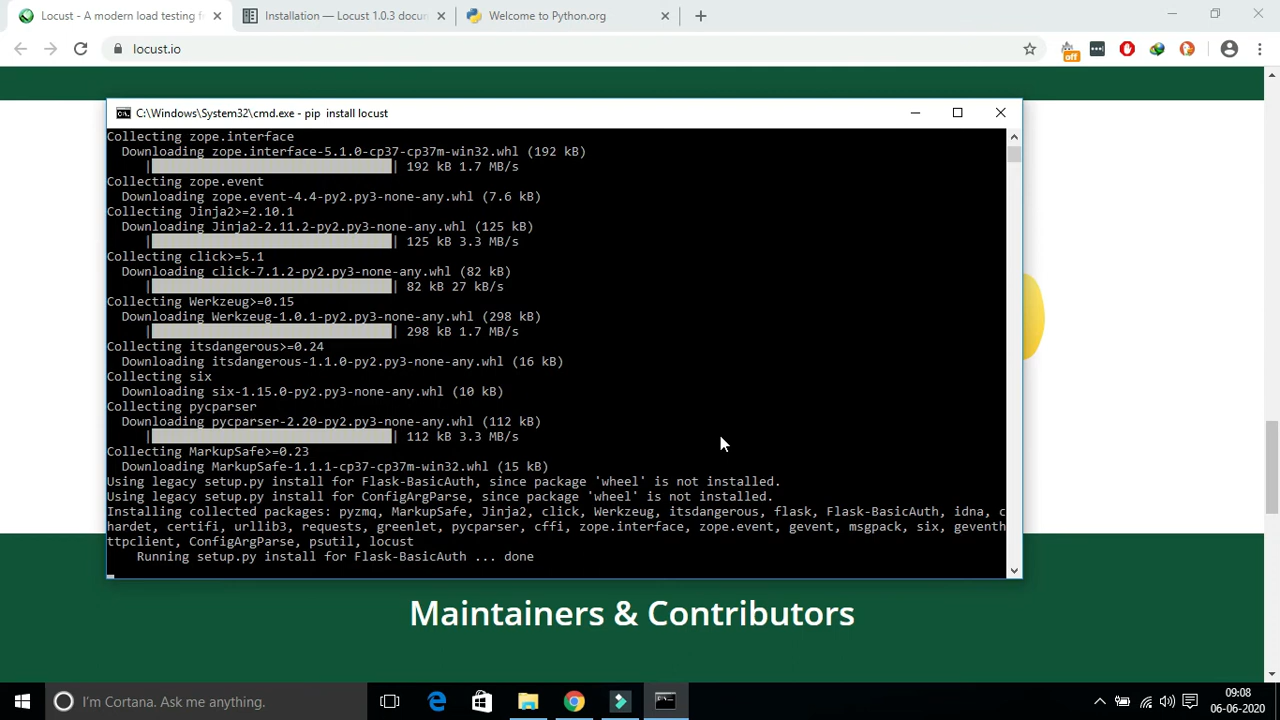 Locust - A modern load testing f
Installation — Locust 1.0.3 docu
Welcome to Python.org
locust.io
off
C:\Windows\System32\cmd.exe - pip  install locust
Collecting zope.interface
  Downloading zope.interface-5.1.0-cp37-cp37m-win32.whl (192 kB)
     |████████████████████████████████| 192 kB 1.7 MB/s
Collecting zope.event
  Downloading zope.event-4.4-py2.py3-none-any.whl (7.6 kB)
Collecting Jinja2>=2.10.1
  Downloading Jinja2-2.11.2-py2.py3-none-any.whl (125 kB)
     |████████████████████████████████| 125 kB 3.3 MB/s
Collecting click>=5.1
  Downloading click-7.1.2-py2.py3-none-any.whl (82 kB)
     |████████████████████████████████| 82 kB 27 kB/s
Collecting Werkzeug>=0.15
  Downloading Werkzeug-1.0.1-py2.py3-none-any.whl (298 kB)
     |████████████████████████████████| 298 kB 1.7 MB/s
Collecting itsdangerous>=0.24
  Downloading itsdangerous-1.1.0-py2.py3-none-any.whl (16 kB)
Collecting six
  Downloading six-1.15.0-py2.py3-none-any.whl (10 kB)
Collecting pycparser
  Downloading pycparser-2.20-py2.py3-none-any.whl (112 kB)
     |████████████████████████████████| 112 kB 3.3 MB/s
Collecting MarkupSafe>=0.23
  Downloading MarkupSafe-1.1.1-cp37-cp37m-win32.whl (15 kB)
Using legacy setup.py install for Flask-BasicAuth, since package 'wheel' is not installed.
Using legacy setup.py install for ConfigArgParse, since package 'wheel' is not installed.
Installing collected packages: pyzmq, MarkupSafe, Jinja2, click, Werkzeug, itsdangerous, flask, Flask-BasicAuth, idna, c
hardet, certifi, urllib3, requests, greenlet, pycparser, cffi, zope.interface, zope.event, gevent, msgpack, six, geventh
ttpclient, ConfigArgParse, psutil, locust
    Running setup.py install for Flask-BasicAuth ... done
Maintainers & Contributors
I'm Cortana. Ask me anything.
09:08
06-06-2020